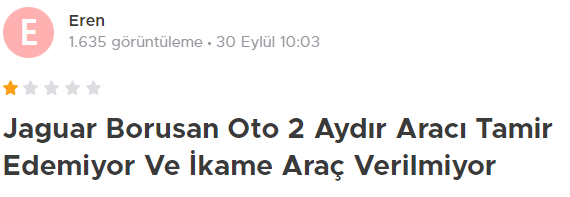 E
Eren
1.635 görüntüleme • 30 Eylül 10:03
Jaguar Borusan Oto 2 Aydır Aracı Tamir
Edemiyor Ve İkame Araç Verilmiyor